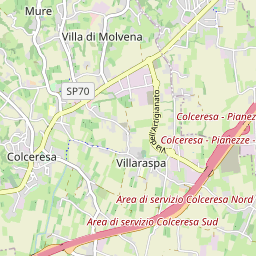 Mure
Villa di Molvena
SP70
Via dell'Artigianato
Colceresa - Pianez
Colceresa - Pianezze -
Colceresa
Villaraspa
Area di servizio Colceresa Nord
Area di servizio Colceresa Sud